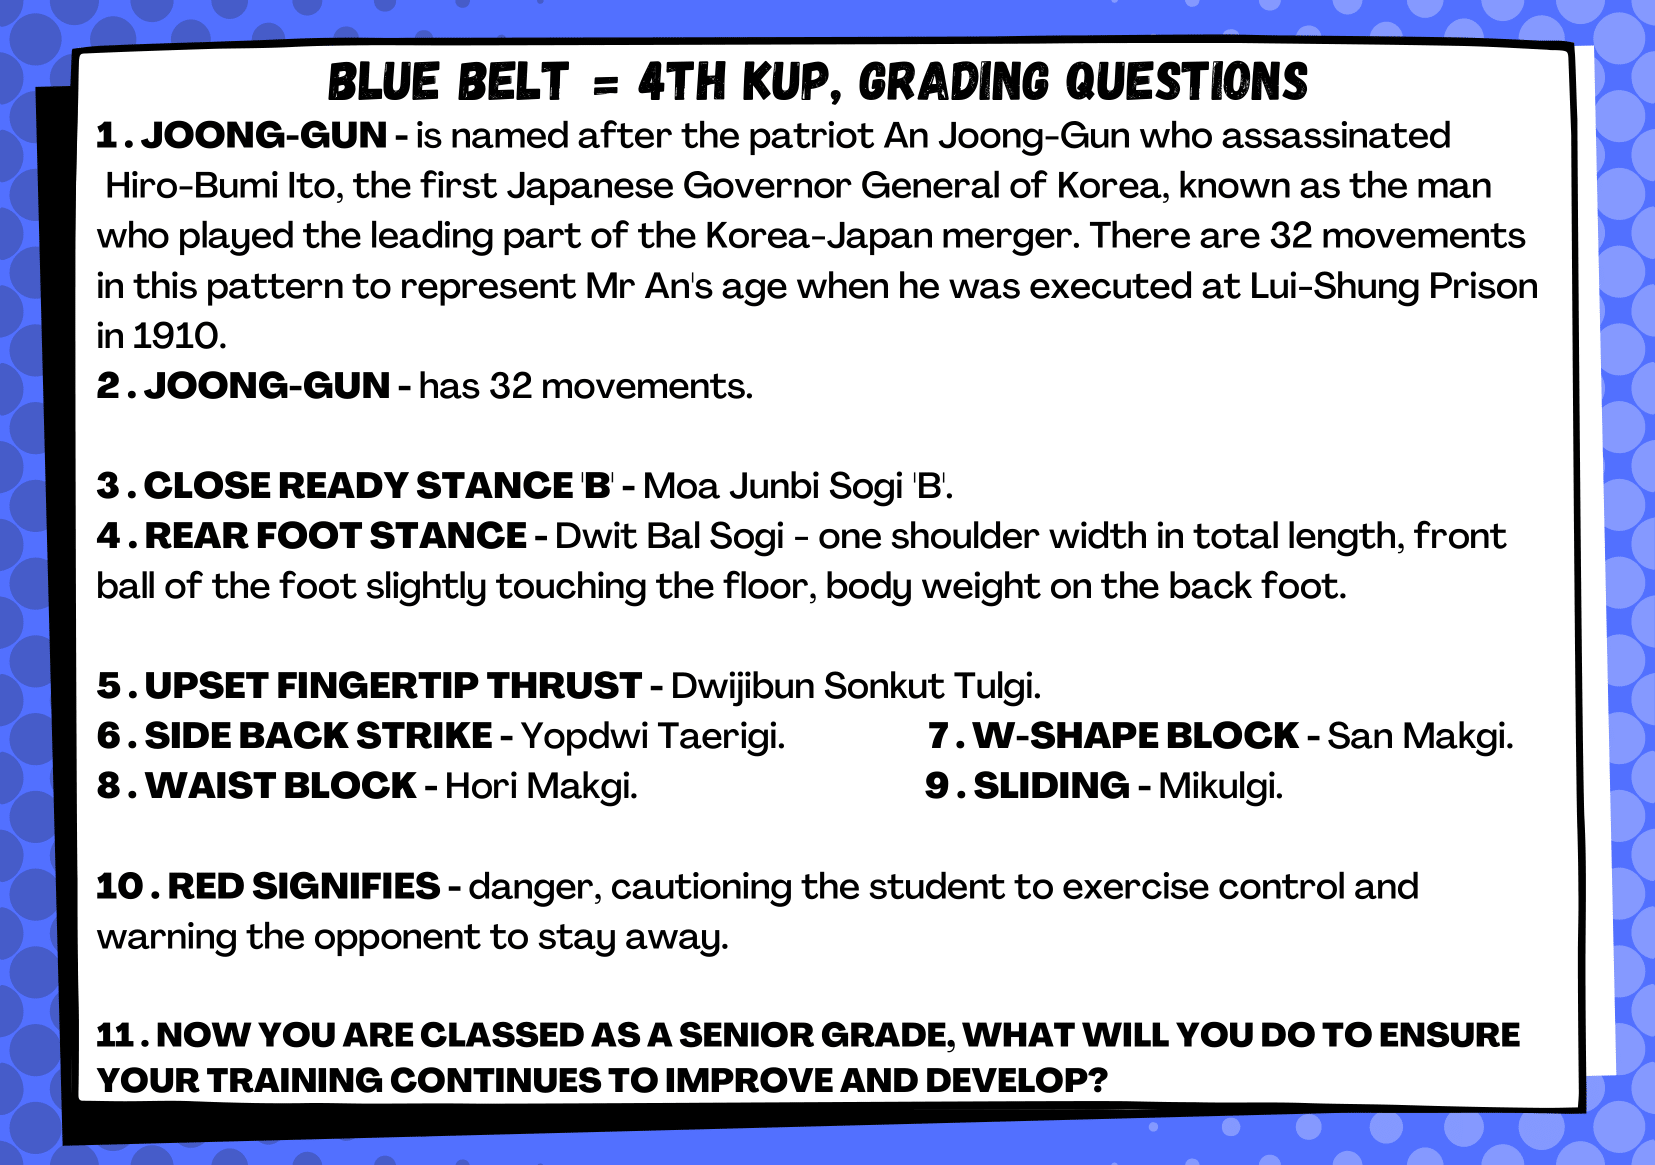 BLUE BELT = 4TH KUP, GRADING QUESTIONS
1 . JOONG-GUN - is named after the patriot An Joong-Gun who assassinated
Hiro-Bumi Ito, the first Japanese Governor General of Korea, known as the man
who played the leading part of the Korea-Japan merger. There are 32 movements
in this pattern to represent Mr An's age when he was executed at Lui-Shung Prison
in 1910.
2 . JOONG-GUN - has 32 movements.
3 . CLOSE READY STANCE 'B' - Moa Junbi Sogi 'B'.
4 . REAR FOOT STANCE - Dwit Bal Sogi - one shoulder width in total length, front
ball of the foot slightly touching the floor, body weight on the back foot.
5 . UPSET FINGERTIP THRUST - Dwijibun Sonkut Tulgi.
6 . SIDE BACK STRIKE - Yopdwi Taerigi. 7 . W-SHAPE BLOCK - San Makgi.
8 . WAIST BLOCK - Hori Makgi. 9 . SLIDING - Mikulgi.
10 . RED SIGNIFIES - danger, cautioning the student to exercise control and
warning the opponent to stay away.
11 . NOW YOU ARE CLASSED AS A SENIOR GRADE, WHAT WILL YOU DO TO ENSURE
YOUR TRAINING CONTINUES TO IMPROVE AND DEVELOP?